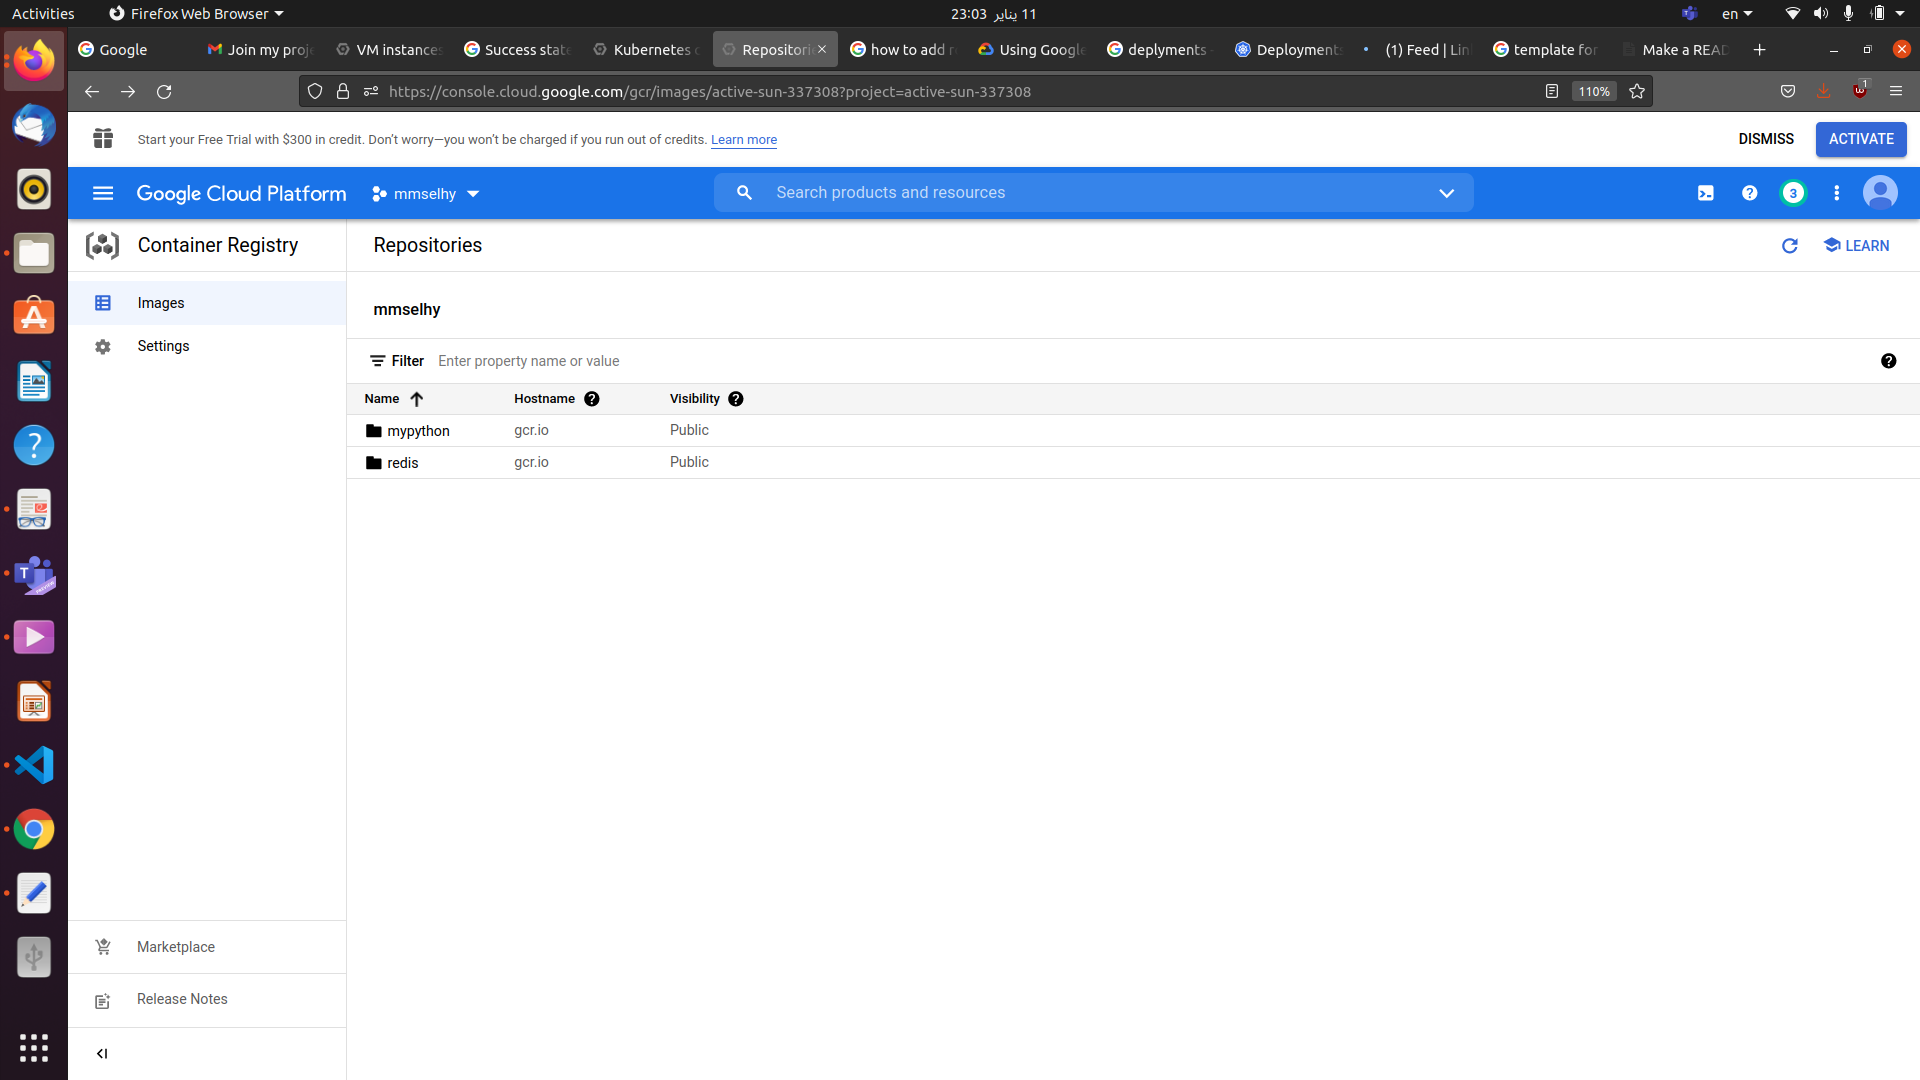 Activities
Firefox Web Browser
11 يناير 23:03
en
Google
Join my proje
VM instances
Success state
Kubernetes c
Repositori
how to add r
Using Google
deplyments -
Deployments
(1) Feed | Lin
template for
Make a READ
https://console.cloud.google.com/gcr/images/active-sun-337308?project=active-sun-337308
110%
1
Start your Free Trial with $300 in credit. Don’t worry—you won’t be charged if you run out of credits. Learn more
DISMISS
ACTIVATE
Google Cloud Platform
mmselhy
Search products and resources
3
Container Registry
Repositories
LEARN
Images
Settings
mmselhy
Filter
Enter property name or value
Name
Hostname
Visibility
mypython
gcr.io
Public
redis
gcr.io
Public
Marketplace
Release Notes